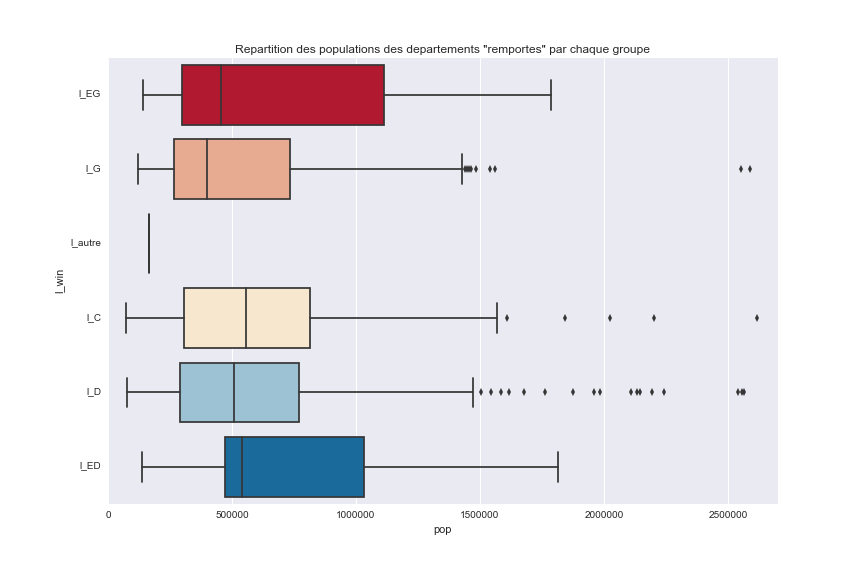 Repartition des populations des departements "remportes" par chaque groupe
l_EG
l_G
l_autre
l_win
l_C
l_D
l_ED
0 500000 1000000 1500000 2000000 2500000
pop